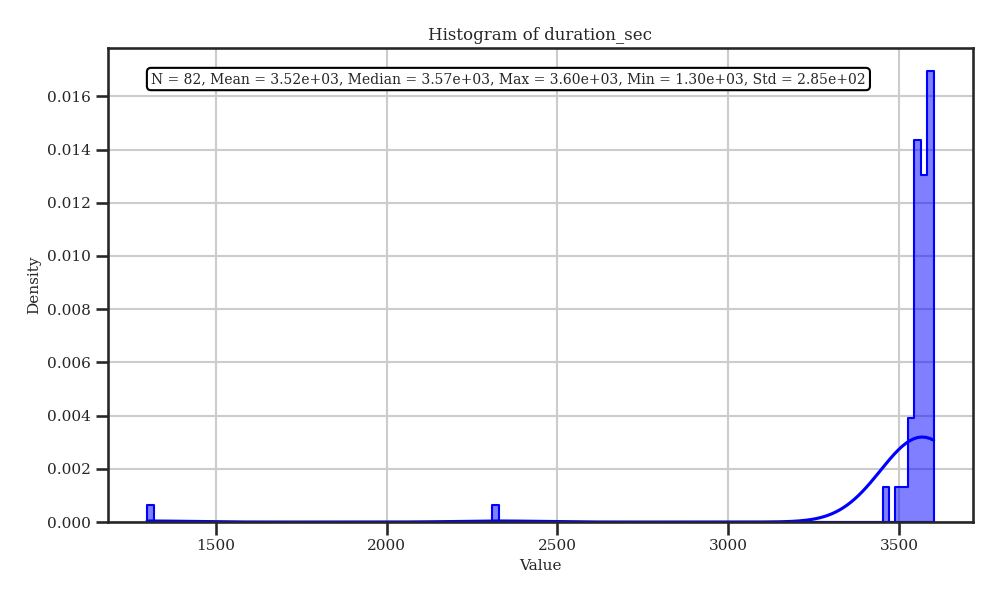 Histogram of duration_sec
N = 82, Mean = 3.52e+03, Median = 3.57e+03, Max = 3.60e+03, Min = 1.30e+03, Std = 2.85e+02
Density
0.016
0.014
0.012
0.010
0.008
0.006
0.004
0.002
0.000
1500 2000 2500 3000 3500
Value